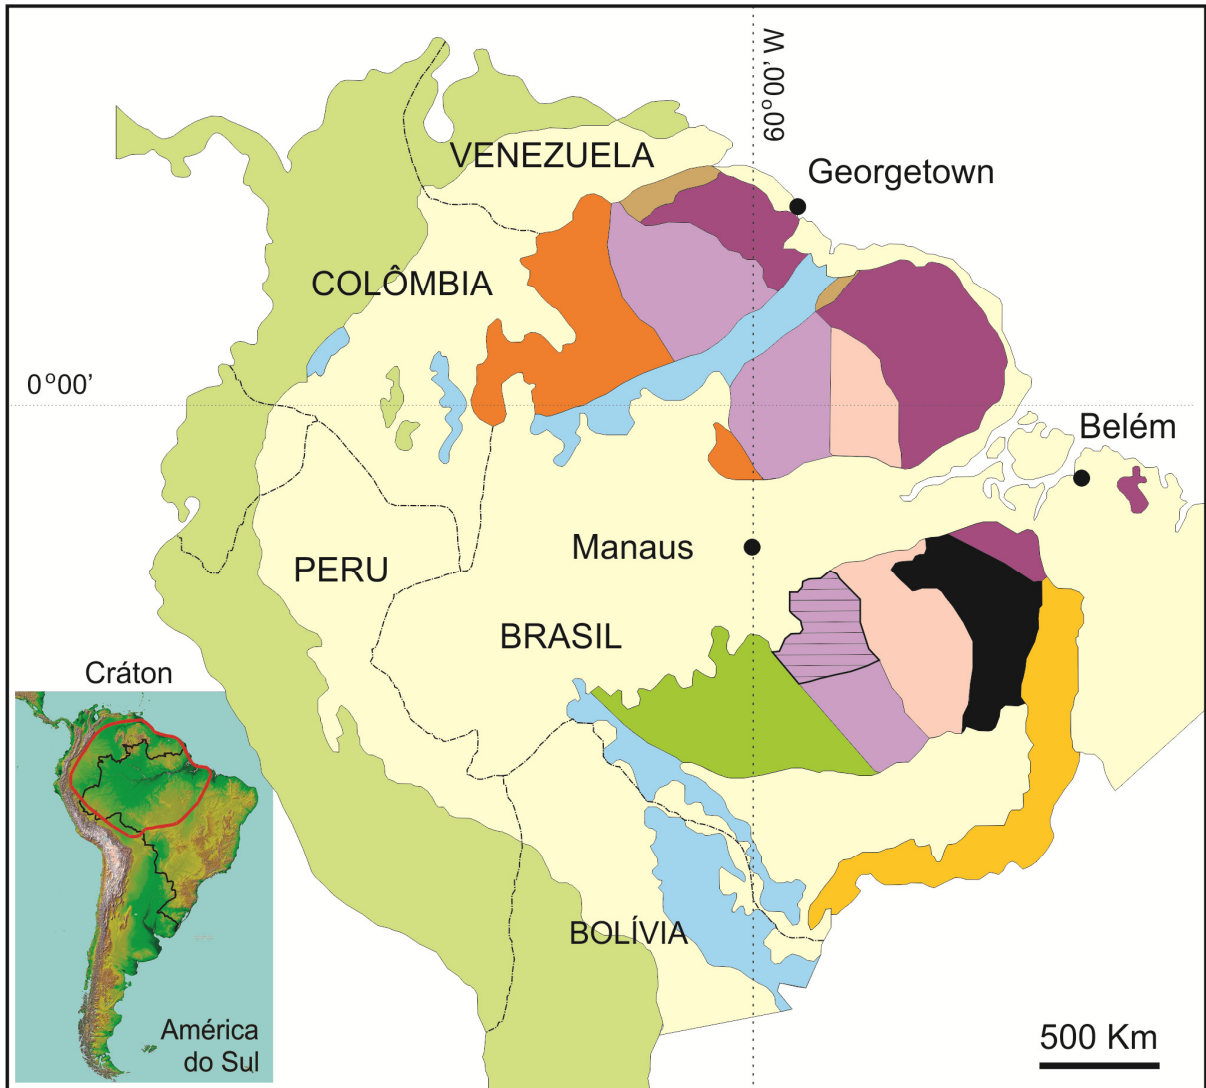 60°00' W
VENEZUELA
Georgetown
COLÔMBIA
0°00'
Belém
Manaus
PERU
BRASIL
Cráton
BOLÍVIA
América
do Sul
500 Km